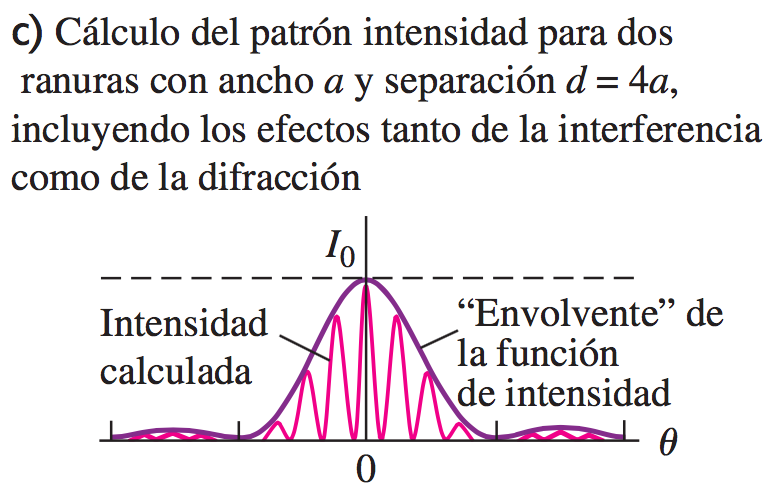 c) Cálculo del patrón intensidad para dos
ranuras con ancho a y separación d = 4a,
incluyendo los efectos tanto de la interferencia
como de la difracción
I₀
Intensidad
calculada
“Envolvente” de
la función
de intensidad
θ
0